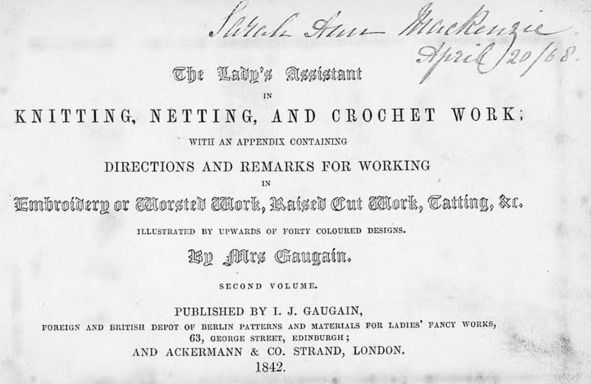 Sarah Ann MacKenzie
April 20/68.
The Lady's Assistant
IN
KNITTING, NETTING, AND CROCHET WORK;
WITH AN APPENDIX CONTAINING
DIRECTIONS AND REMARKS FOR WORKING
IN
Embroidery or Worsted Work, Raised Cut Work, Tatting, &c.
ILLUSTRATED BY UPWARDS OF FORTY COLOURED DESIGNS.
By Mrs Gaugain.
SECOND VOLUME.
PUBLISHED BY I. J. GAUGAIN,
FOREIGN AND BRITISH DEPOT OF BERLIN PATTERNS AND MATERIALS FOR LADIES' FANCY WORKS,
63, GEORGE STREET, EDINBURGH;
AND ACKERMANN & CO. STRAND, LONDON.
1842.